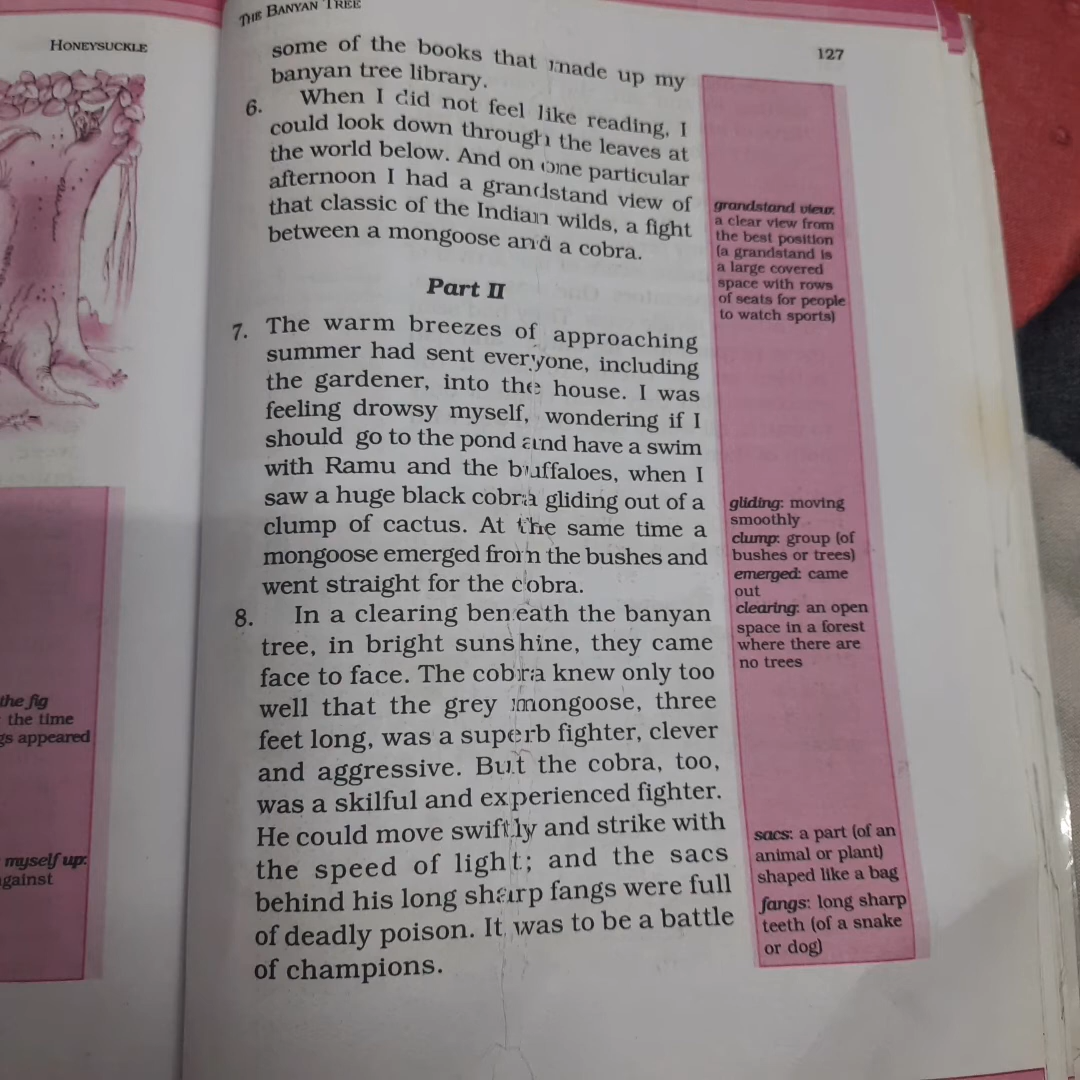 HONEYSUCKLE
the fig
the time
gs appeared
myself up:
gainst
THE BANYAN TREE
127
some of the books that made up my
banyan tree library.
6. When I did not feel like reading, I
could look down through the leaves at
the world below. And on one particular
afternoon I had a grandstand view of
that classic of the Indian wilds, a fight
between a mongoose and a cobra.
Part II
7. The warm breezes of approaching
summer had sent everyone, including
the gardener, into the house. I was
feeling drowsy myself, wondering if I
should go to the pond and have a swim
with Ramu and the buffaloes, when I
saw a huge black cobra gliding out of a
clump of cactus. At the same time a
mongoose emerged from the bushes and
went straight for the cobra.
8. In a clearing beneath the banyan
tree, in bright sunshine, they came
face to face. The cobra knew only too
well that the grey mongoose, three
feet long, was a superb fighter, clever
and aggressive. But the cobra, too,
was a skilful and experienced fighter.
He could move swiftly and strike with
the speed of light; and the sacs
behind his long sharp fangs were full
of deadly poison. It was to be a battle
of champions.
grandstand view:
a clear view from
the best position
(a grandstand is
a large covered
space with rows
of seats for people
to watch sports)
gliding: moving
smoothly
clump: group (of
bushes or trees)
emerged: came
out
clearing: an open
space in a forest
where there are
no trees
sacs: a part (of an
animal or plant)
shaped like a bag
fangs: long sharp
teeth (of a snake
or dog)